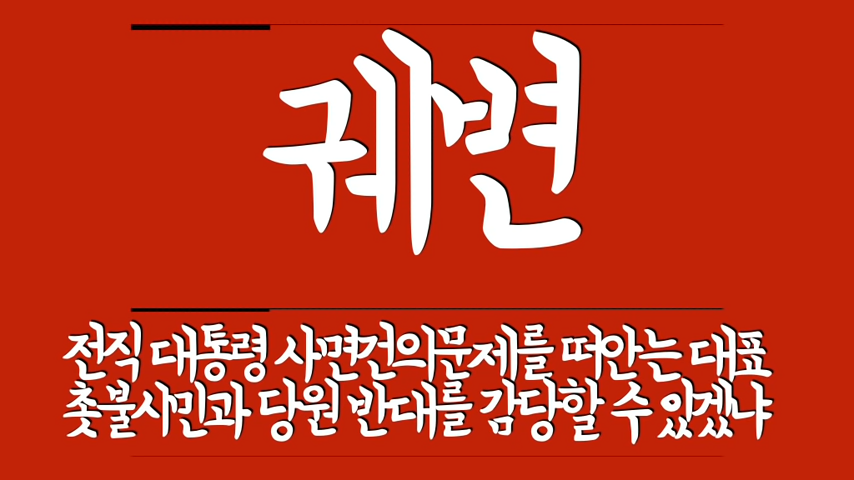 궤변
전직 대통령 사면건의문제를 떠안는 대표
촛불시민과 당원 반대를 감당할 수 있겠냐